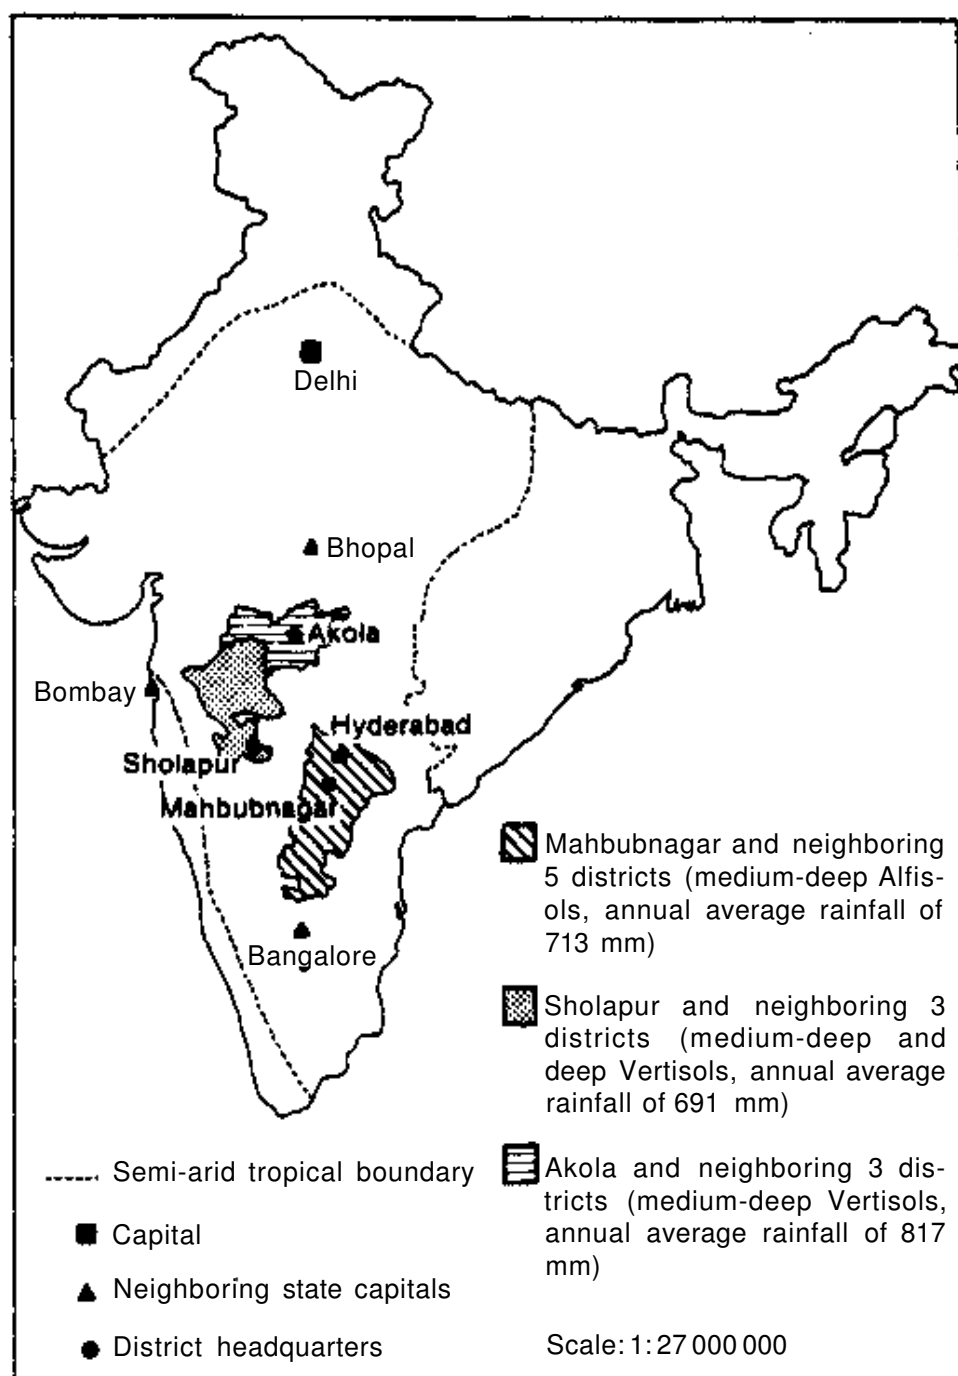 Delhi
Bhopal
Akola
Bombay
Hyderabad
Sholapur
Mahbubnagar
Bangalore
Mahbubnagar and neighboring
5 districts (medium-deep Alfis-
ols, annual average rainfall of
713 mm)
Sholapur and neighboring 3
districts (medium-deep and
deep Vertisols, annual average
rainfall of 691 mm)
Akola and neighboring 3 dis-
tricts (medium-deep Vertisols,
annual average rainfall of 817
mm)
Semi-arid tropical boundary
Capital
Neighboring state capitals
District headquarters
Scale: 1: 27 000 000